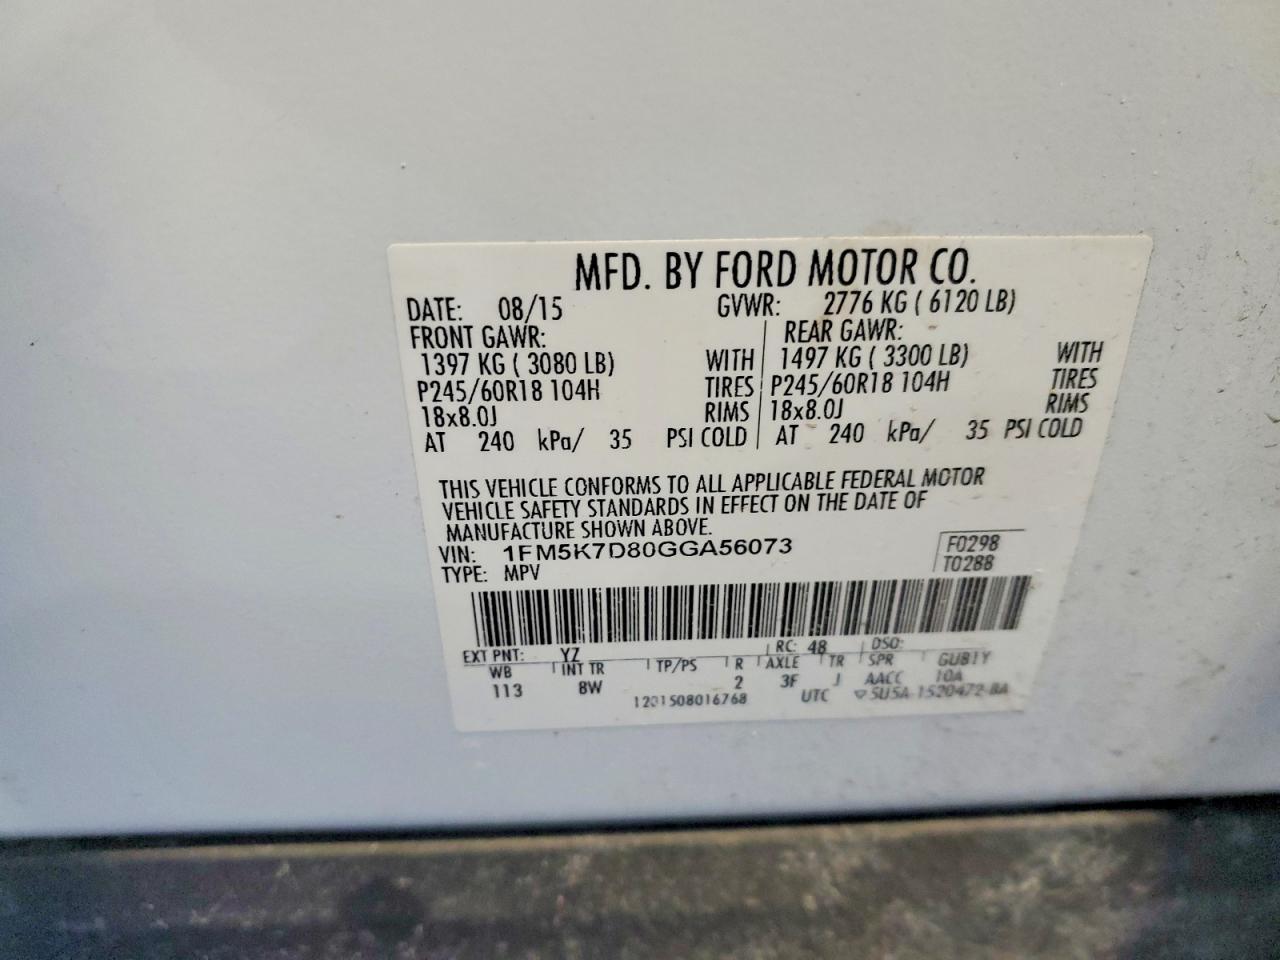 MFD. BY FORD MOTOR CO.
DATE: 08/15 GVWR: 2776 KG ( 6120 LB)
FRONT GAWR: REAR GAWR:
1397 KG ( 3080 LB) WITH 1497 KG ( 3300 LB) WITH
P245/60R18 104H TIRES P245/60R18 104H TIRES
18x8.0J RIMS 18x8.0J RIMS
AT 240 kPa/ 35 PSI COLD AT 240 kPa/ 35 PSI COLD
THIS VEHICLE CONFORMS TO ALL APPLICABLE FEDERAL MOTOR
VEHICLE SAFETY STANDARDS IN EFFECT ON THE DATE OF
MANUFACTURE SHOWN ABOVE.
VIN: 1FM5K7D80GGA56073 F0298
TYPE: MPV T0288
EXT PNT: YZ RC: 48 DSO:
WB INT TR TP/PS R AXLE TR SPR GUB1Y
113 8W 2 3F J AACC 10A
1201508016768 UTC ▽5U5A-1520472-BA